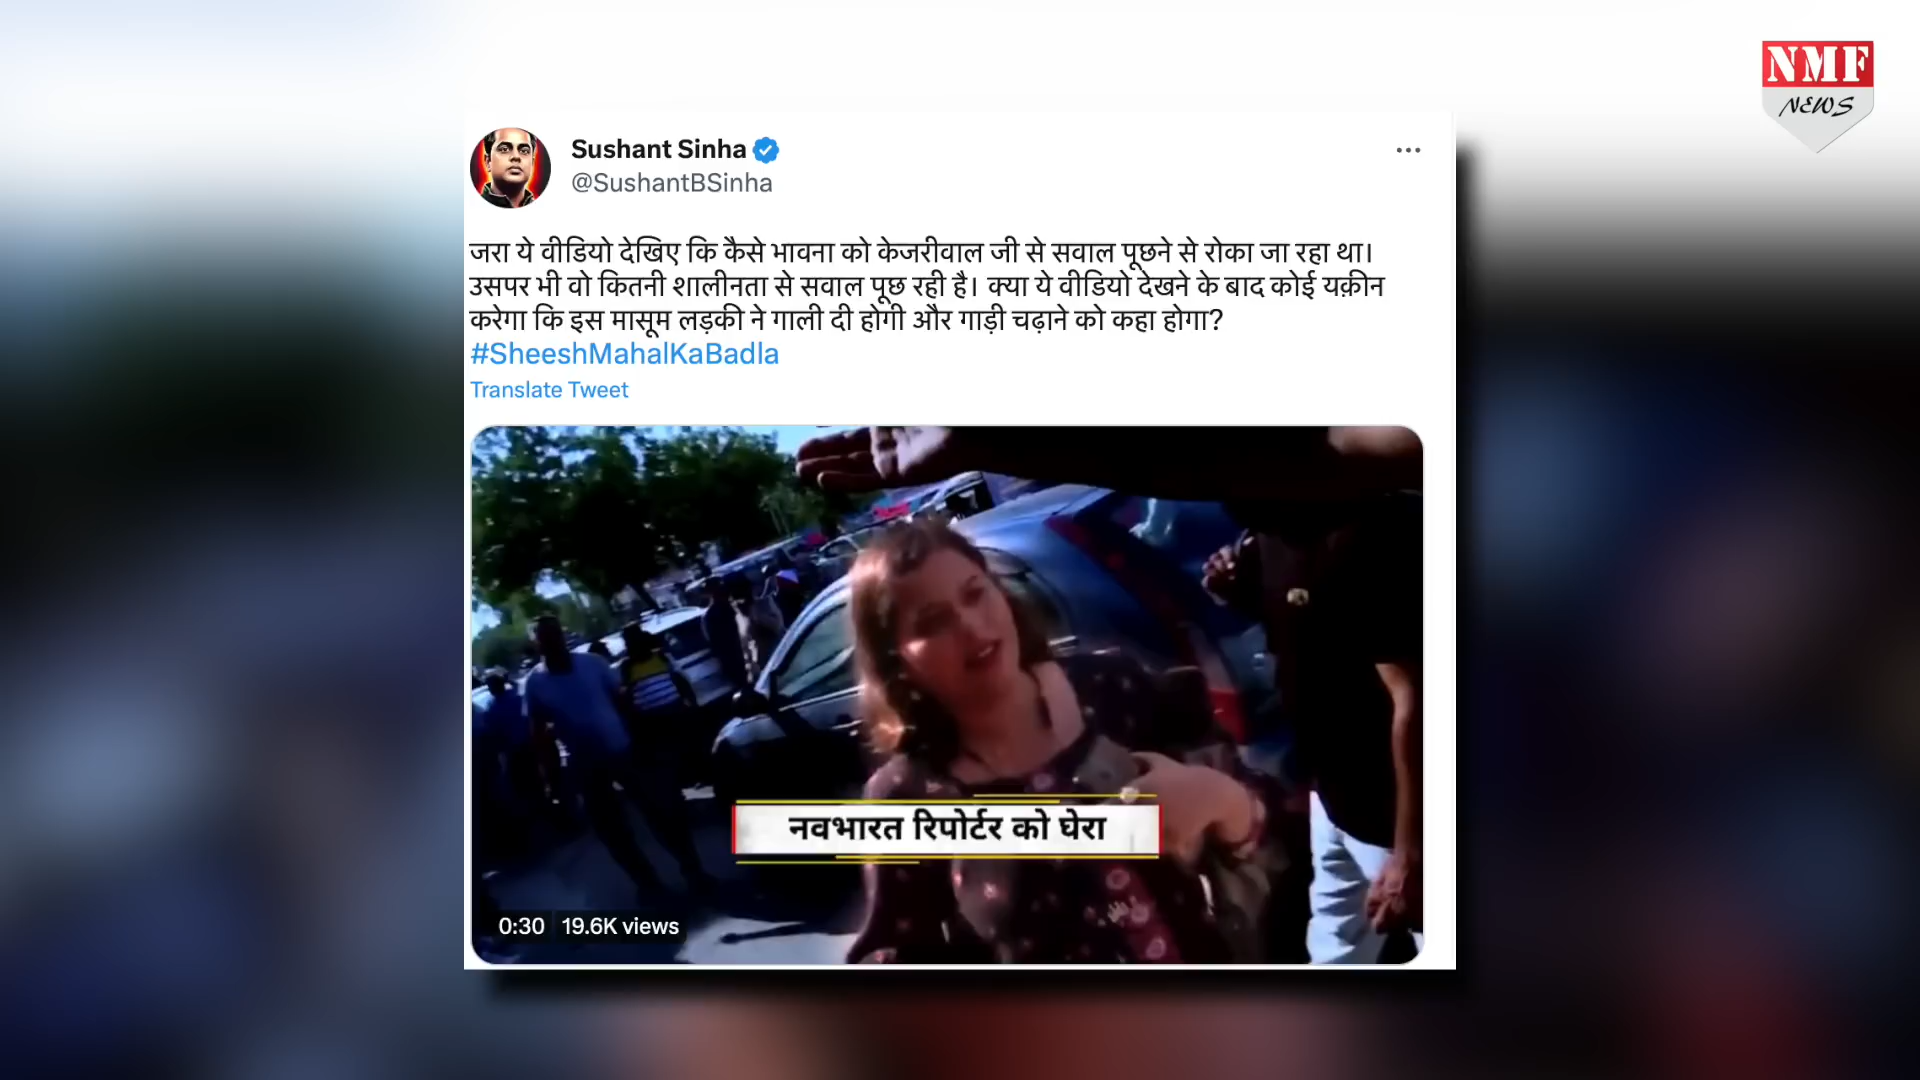 NMF
NEWS
Sushant Sinha
@SushantBSinha
जरा ये वीडियो देखिए कि कैसे भावना को केजरीवाल जी से सवाल पूछने से रोका जा रहा था।
उसपर भी वो कितनी शालीनता से सवाल पूछ रही है। क्या ये वीडियो देखने के बाद कोई यक़ीन
करेगा कि इस मासूम लड़की ने गाली दी होगी और गाड़ी चढ़ाने को कहा होगा?
#SheeshMahalKaBadla
Translate Tweet
नवभारत रिपोर्टर को घेरा
0:30 19.6K views